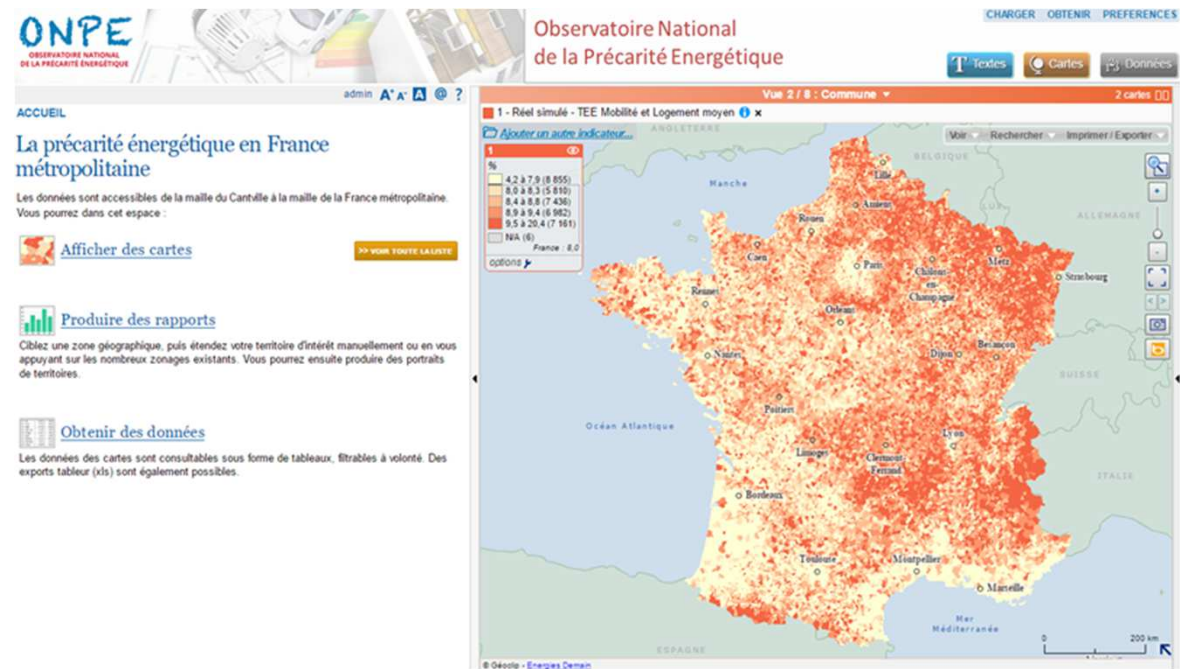 ONPE
OBSERVATOIRE NATIONAL
DE LA PRÉCARITÉ ÉNERGÉTIQUE
Observatoire National
de la Précarité Energétique
CHARGER OBTENIR PREFERENCES
T Textes
Cartes
Données
admin A+ A- A @ ?
ACCUEIL
La précarité énergétique en France
métropolitaine
Les données sont accessibles de la maille du Cantville à la maille de la France métropolitaine.
Vous pourrez dans cet espace :
Afficher des cartes
>> VOIR TOUTE LA LISTE
Produire des rapports
Ciblez une zone géographique, puis étendez votre territoire d'intérêt manuellement ou en vous
appuyant sur les nombreux zonages existants. Vous pourrez ensuite produire des portraits
de territoires.
Obtenir des données
Les données des cartes sont consultables sous forme de tableaux, filtrables à volonté. Des
exports tableur (xls) sont également possibles.
Vue 2 / 8 : Commune
2 cartes
1 - Réel simulé - TEE Mobilité et Logement moyen i x
Ajouter un autre indicateur...
Voir Rechercher Imprimer / Exporter
1
%
4,2 à 7,9 (8 855)
8,0 à 8,3 (5 810)
8,4 à 8,8 (7 436)
8,9 à 9,4 (6 982)
9,5 à 20,4 (7 161)
N/A (6)
France : 8,0
options
ANGLETERRE
BELGIQUE
LUX.
ALLEMAGNE
Manche
Lille
Amiens
Rouen
Caen
Paris
Châlons-
en-
Champagne
Metz
Strasbourg
Rennes
Orléans
Nantes
Dijon
Besançon
SUISSE
Poitiers
Océan Atlantique
Limoges
Clermont
Ferrand
Lyon
ITALIE
Bordeaux
Toulouse
Montpellier
Marseille
Mer
Méditerranée
ESPAGNE
0 200 km
© Géoclip - Energies Demain